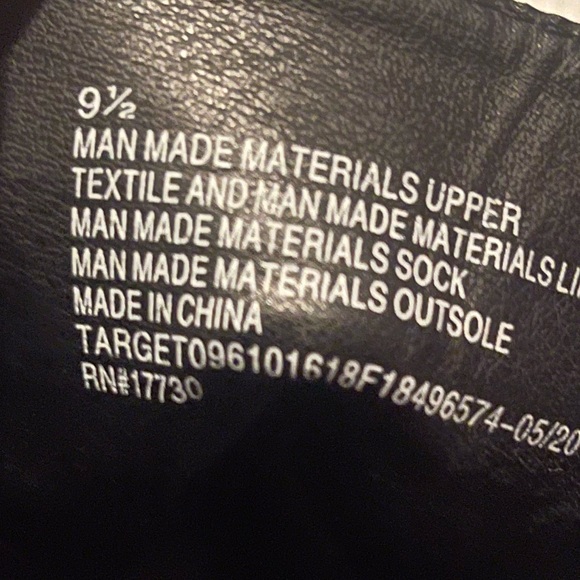 9½
MAN MADE MATERIALS UPPER
TEXTILE AND MAN MADE MATERIALS
MAN MADE MATERIALS SOCK
MAN MADE MATERIALS OUTSOLE
MADE IN CHINA
TARGET096101618F18496574-05/20
RN#17730